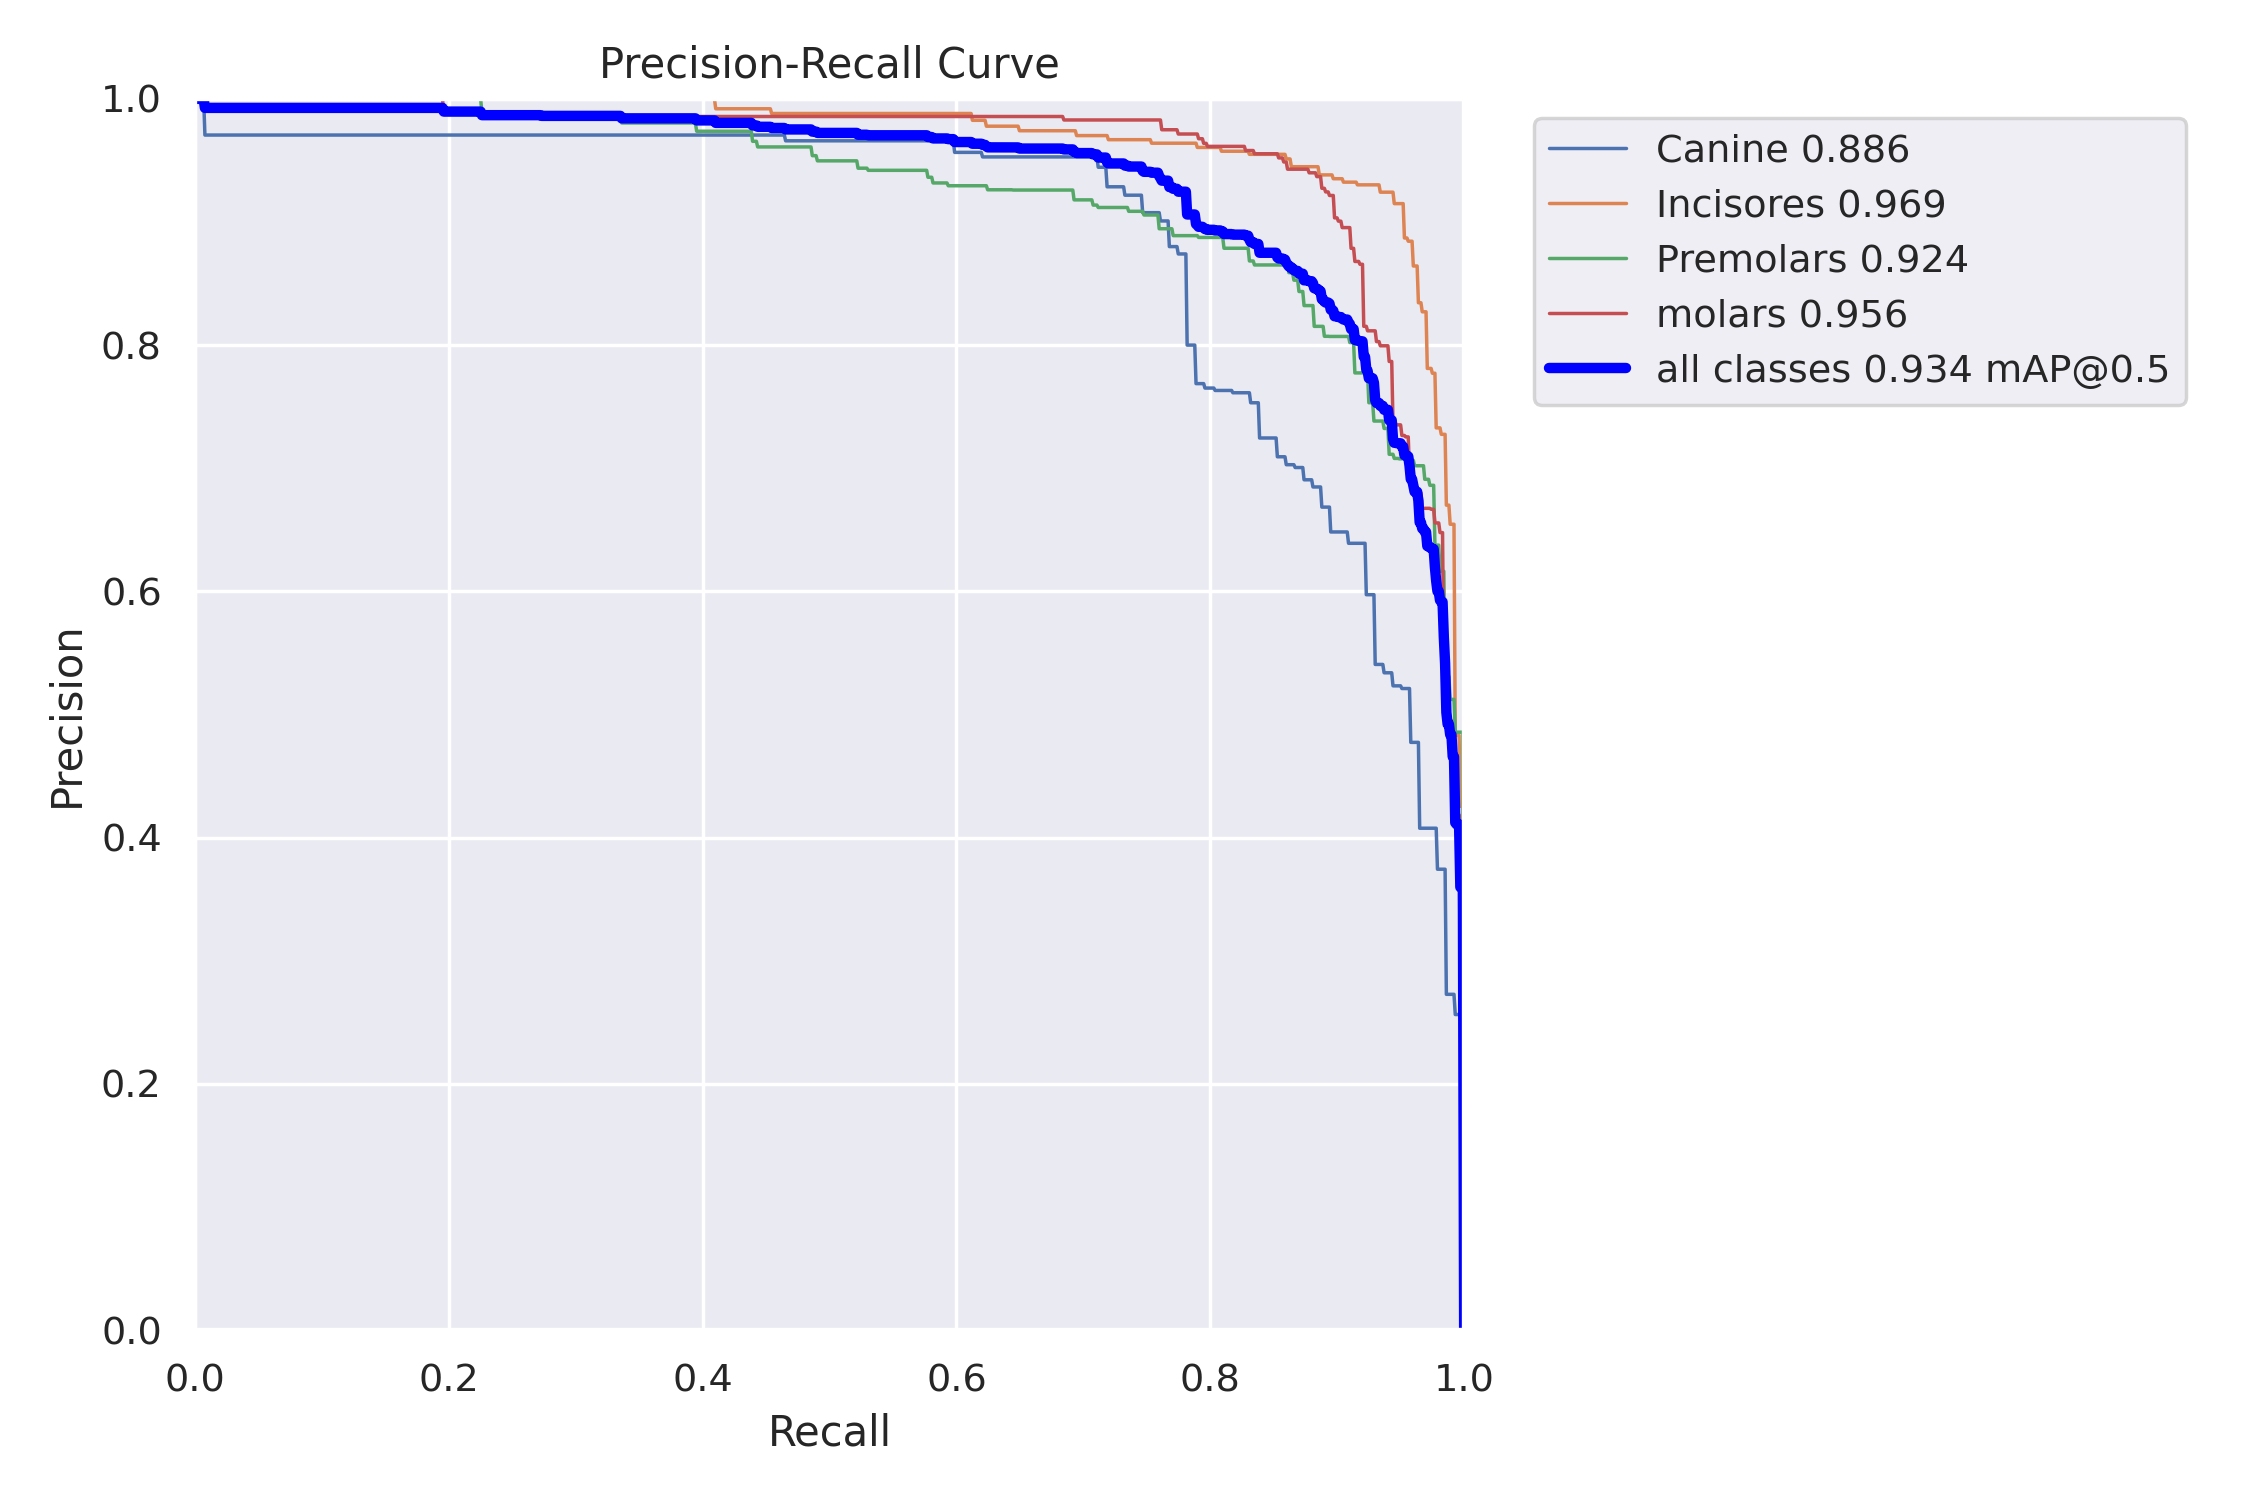 Precision-Recall Curve
1.0
0.8
0.6
0.4
0.2
0.0
Precision
0.0 0.2 0.4 0.6 0.8 1.0
Recall
Canine 0.886
Incisores 0.969
Premolars 0.924
molars 0.956
all classes 0.934 mAP@0.5